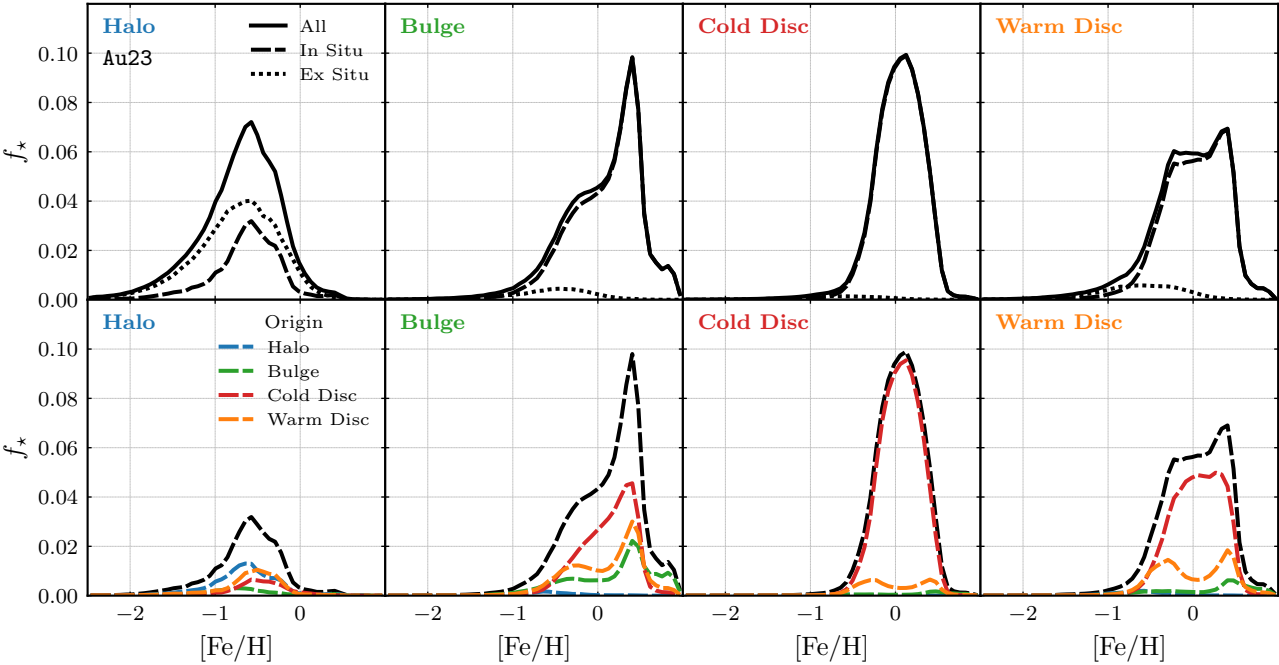 Halo
Au23
All
In Situ
Ex Situ
Bulge
Cold Disc
Warm Disc
0.10
0.08
0.06
0.04
0.02
0.00
f⋆
Halo
Origin
Halo
Bulge
Cold Disc
Warm Disc
Bulge
Cold Disc
Warm Disc
0.10
0.08
0.06
0.04
0.02
0.00
f⋆
−2 −1 0
−2 −1 0
−2 −1 0
−2 −1 0
[Fe/H]
[Fe/H]
[Fe/H]
[Fe/H]